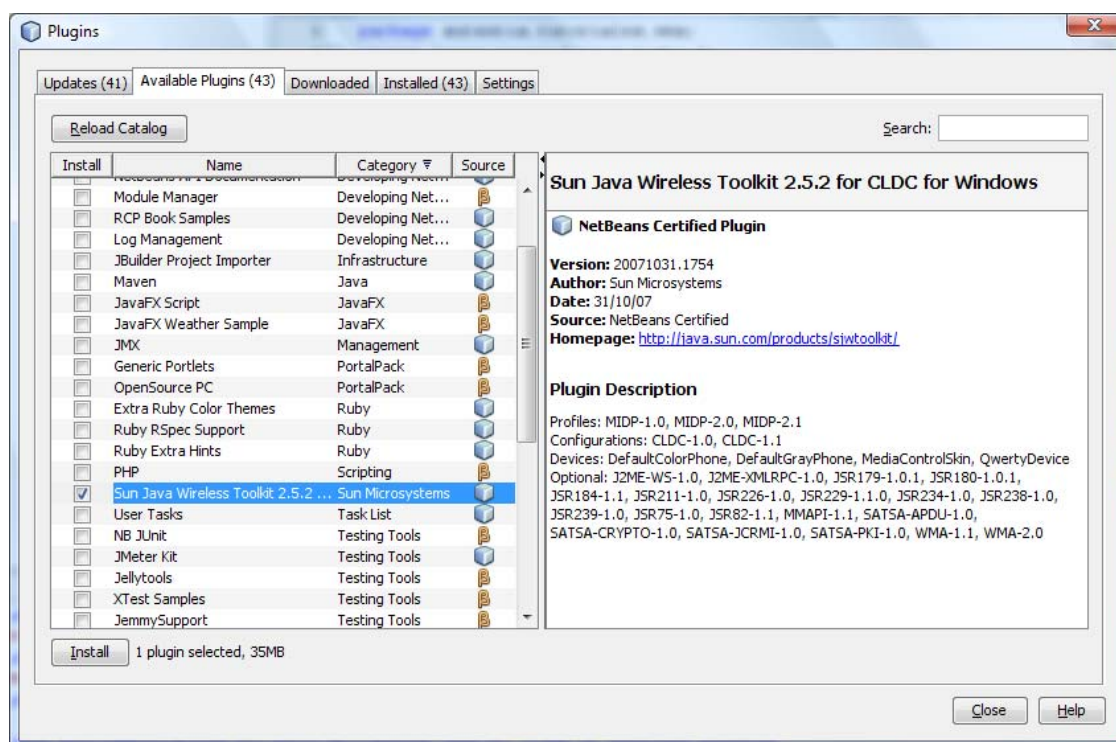 Plugins
Updates (41) Available Plugins (43) Downloaded Installed (43) Settings
Reload Catalog Search:
Install Name Category Source
Module Manager Developing Net...
RCP Book Samples Developing Net...
Log Management Developing Net...
JBuilder Project Importer Infrastructure
Maven Java
JavaFX Script JavaFX
JavaFX Weather Sample JavaFX
JMX Management
Generic Portlets PortalPack
OpenSource PC PortalPack
Extra Ruby Color Themes Ruby
Ruby RSpec Support Ruby
Ruby Extra Hints Ruby
PHP Scripting
Sun Java Wireless Toolkit 2.5.2 ... Sun Microsystems
User Tasks Task List
NB JUnit Testing Tools
JMeter Kit Testing Tools
Jellytools Testing Tools
XTest Samples Testing Tools
JemmySupport Testing Tools
Sun Java Wireless Toolkit 2.5.2 for CLDC for Windows
NetBeans Certified Plugin
Version: 20071031.1754
Author: Sun Microsystems
Date: 31/10/07
Source: NetBeans Certified
Homepage: http://java.sun.com/products/sjwtoolkit/
Plugin Description
Profiles: MIDP-1.0, MIDP-2.0, MIDP-2.1
Configurations: CLDC-1.0, CLDC-1.1
Devices: DefaultColorPhone, DefaultGrayPhone, MediaControlSkin, QwertyDevice
Optional: J2ME-WS-1.0, J2ME-XMLRPC-1.0, JSR179-1.0.1, JSR180-1.0.1,
JSR184-1.1, JSR211-1.0, JSR226-1.0, JSR229-1.1.0, JSR234-1.0, JSR238-1.0,
JSR239-1.0, JSR75-1.0, JSR82-1.1, MMAPI-1.1, SATSA-APDU-1.0,
SATSA-CRYPTO-1.0, SATSA-JCRMI-1.0, SATSA-PKI-1.0, WMA-1.1, WMA-2.0
Install 1 plugin selected, 35MB
Close Help